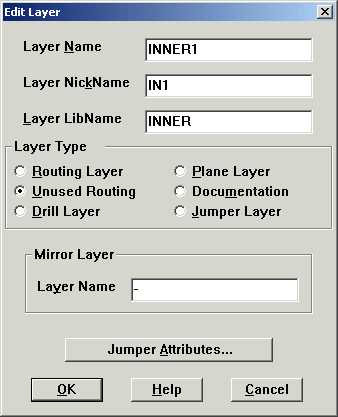 Edit Layer
Layer Name INNER1
Layer NickName IN1
Layer LibName INNER
Layer Type
Routing Layer Plane Layer
Unused Routing Documentation
Drill Layer Jumper Layer
Mirror Layer
Layer Name -
Jumper Attributes...
OK Help Cancel